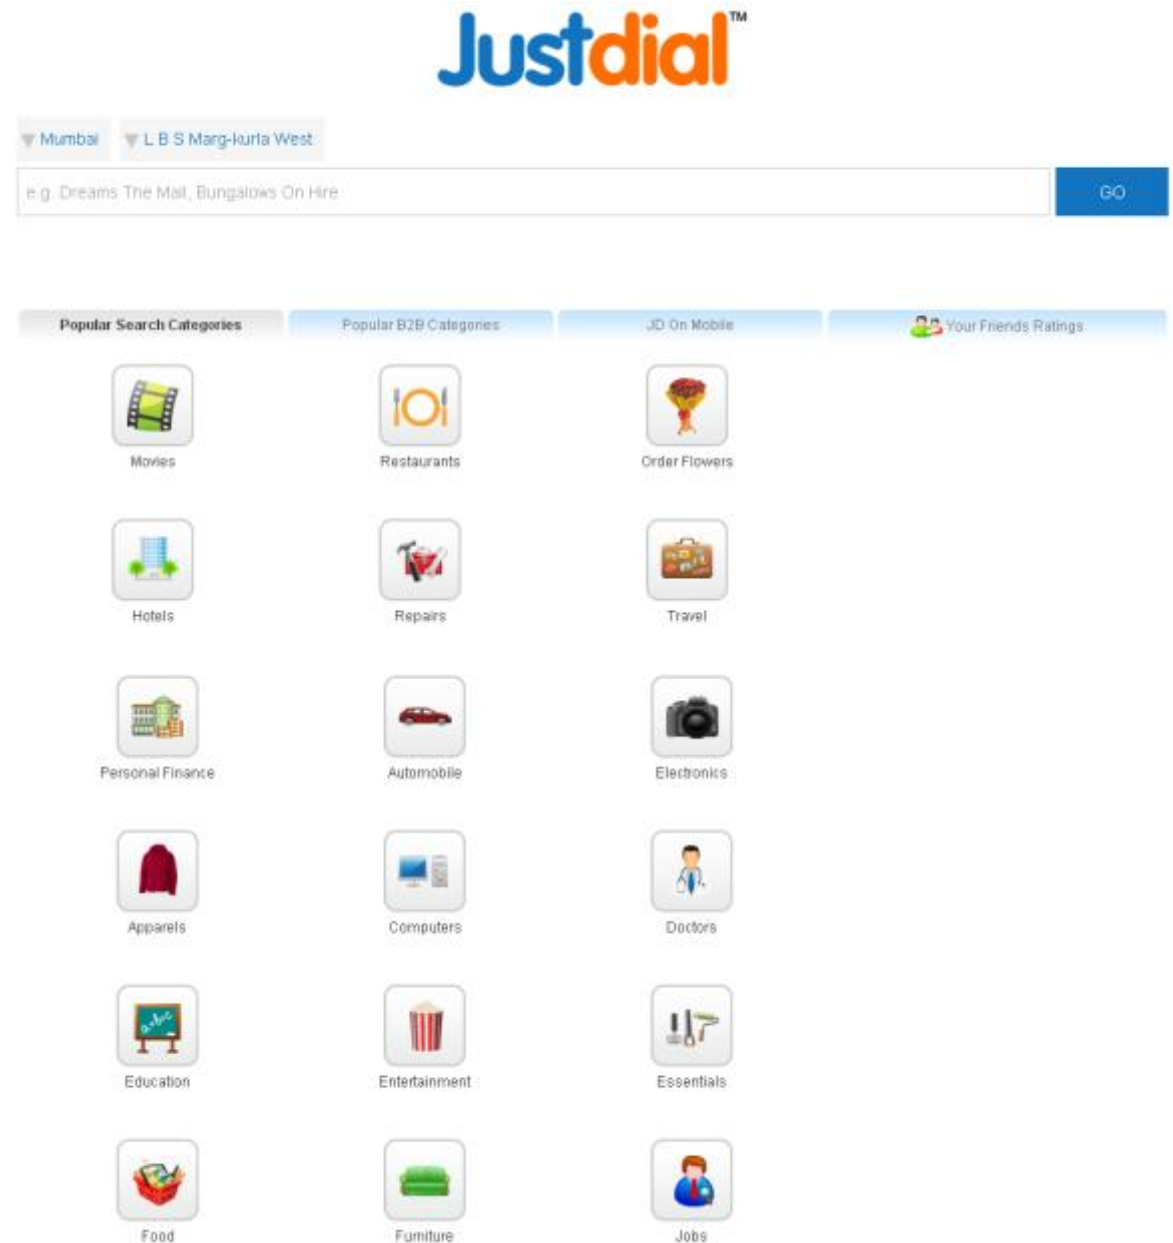 Justdial™
Mumbai L B S Marg-kurla West
e.g. Dreams The Mall, Bungalows On Hire GO
Popular Search Categories Popular B2B Categories JD On Mobile Your Friends Ratings
Movies Restaurants Order Flowers
Hotels Repairs Travel
Personal Finance Automobile Electronics
Apparels Computers Doctors
a+b=c
Education Entertainment Essentials
Food Furniture Jobs